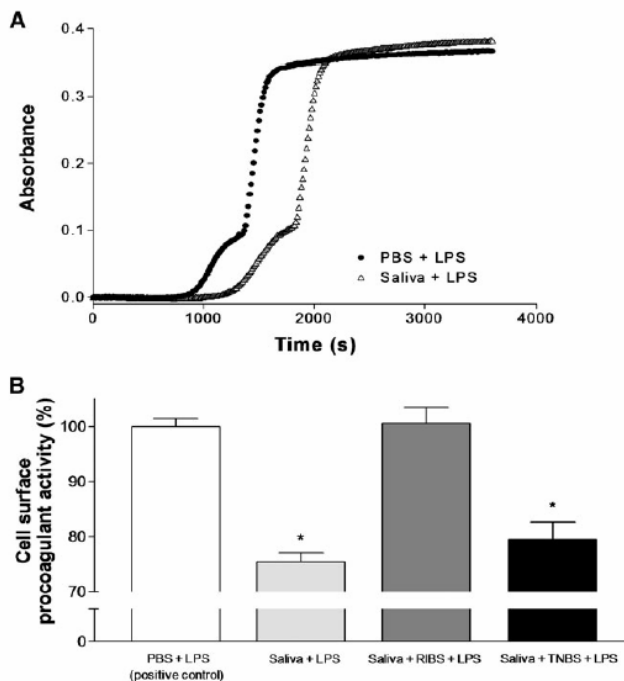 A
0.4
0.3
0.2
0.1
0.0
Absorbance
PBS + LPS
Saliva + LPS
0
1000
2000
3000
4000
Time (s)
B
Cell surface
procoagulant activity (%)
100
90
80
70
0
*
*
PBS + LPS
(positive control)
Saliva + LPS
Saliva + RIBS + LPS
Saliva + TNBS + LPS